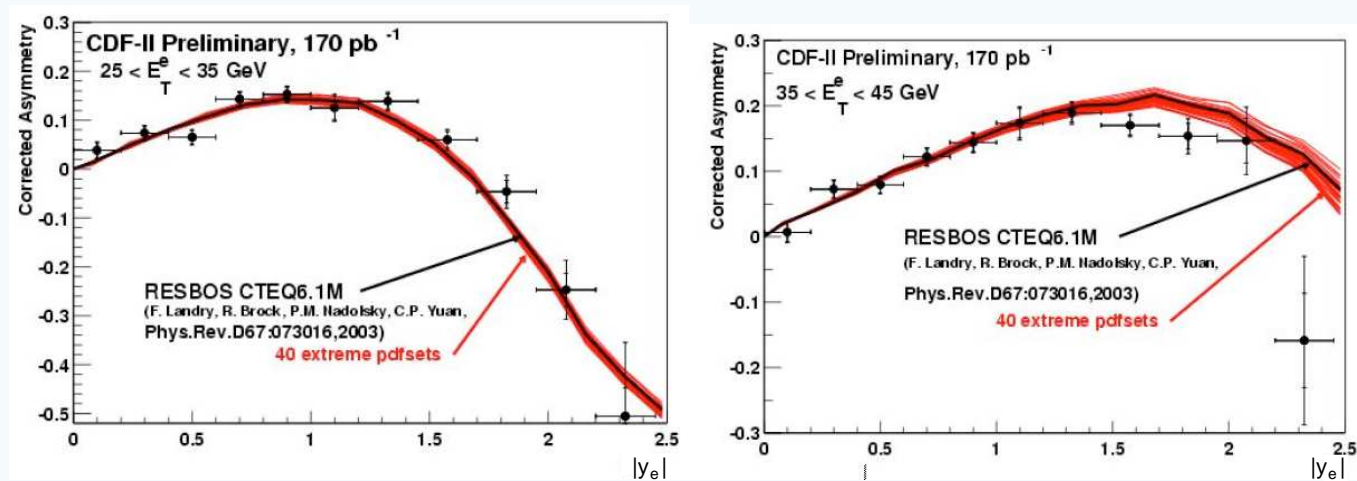 CDF-II Preliminary, 170 pb -1
25 < E e T < 35 GeV
Corrected Asymmetry
0.3
0.2
0.1
0
-0.1
-0.2
-0.3
-0.4
-0.5
RESBOS CTEQ6.1M
(F. Landry, R. Brock, P.M. Nadolsky, C.P. Yuan,
Phys.Rev.D67:073016,2003)
40 extreme pdfsets
0 0.5 1 1.5 2 2.5
|ye|
CDF-II Preliminary, 170 pb -1
35 < E e T < 45 GeV
Corrected Asymmetry
0.3
0.2
0.1
0
-0.1
-0.2
-0.3
RESBOS CTEQ6.1M
(F. Landry, R. Brock, P.M. Nadolsky, C.P. Yuan,
Phys.Rev.D67:073016,2003)
40 extreme pdfsets
0 0.5 1 1.5 2 2.5
|ye|